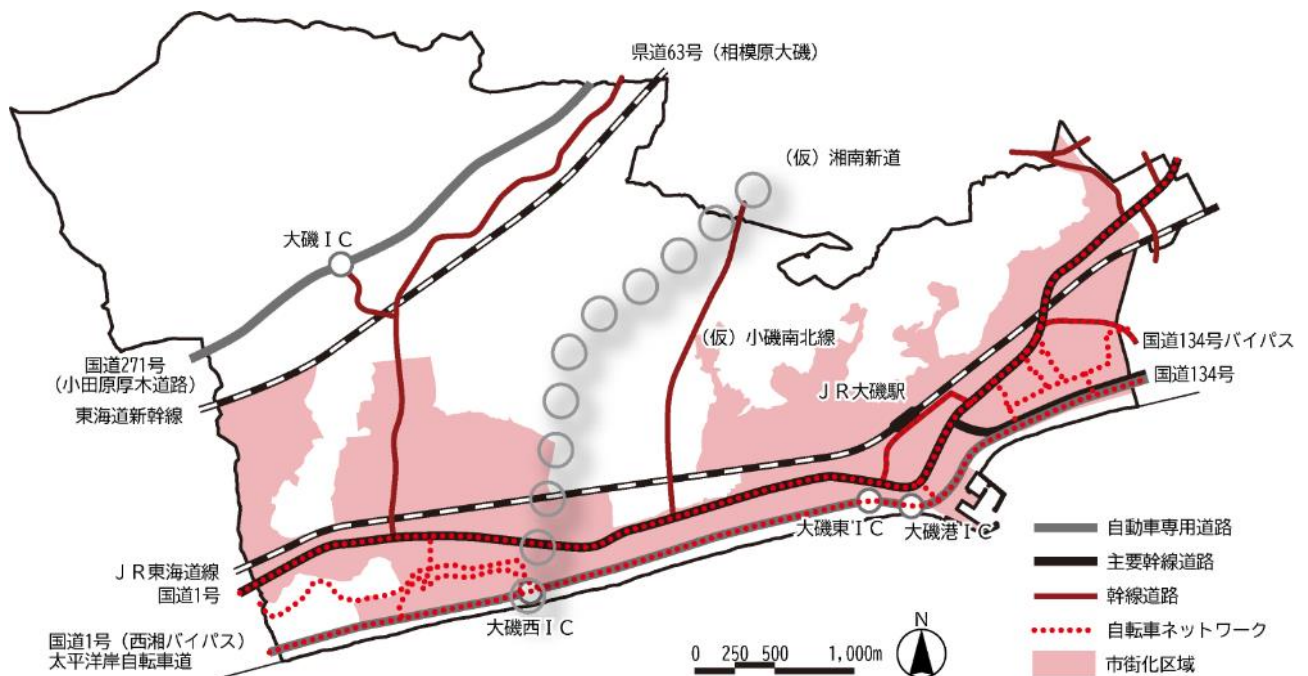 県道63号（相模原大磯）
（仮）湘南新道
大磯ＩＣ
（仮）小磯南北線
国道271号
（小田原厚木道路）
東海道新幹線
国道134号バイパス
国道134号
ＪＲ大磯駅
大磯東ＩＣ
大磯港ＩＣ
ＪＲ東海道線
国道1号
大磯西ＩＣ
国道1号（西湘バイパス）
太平洋岸自転車道
N
0 250 500 1,000m
自動車専用道路
主要幹線道路
幹線道路
自転車ネットワーク
市街化区域